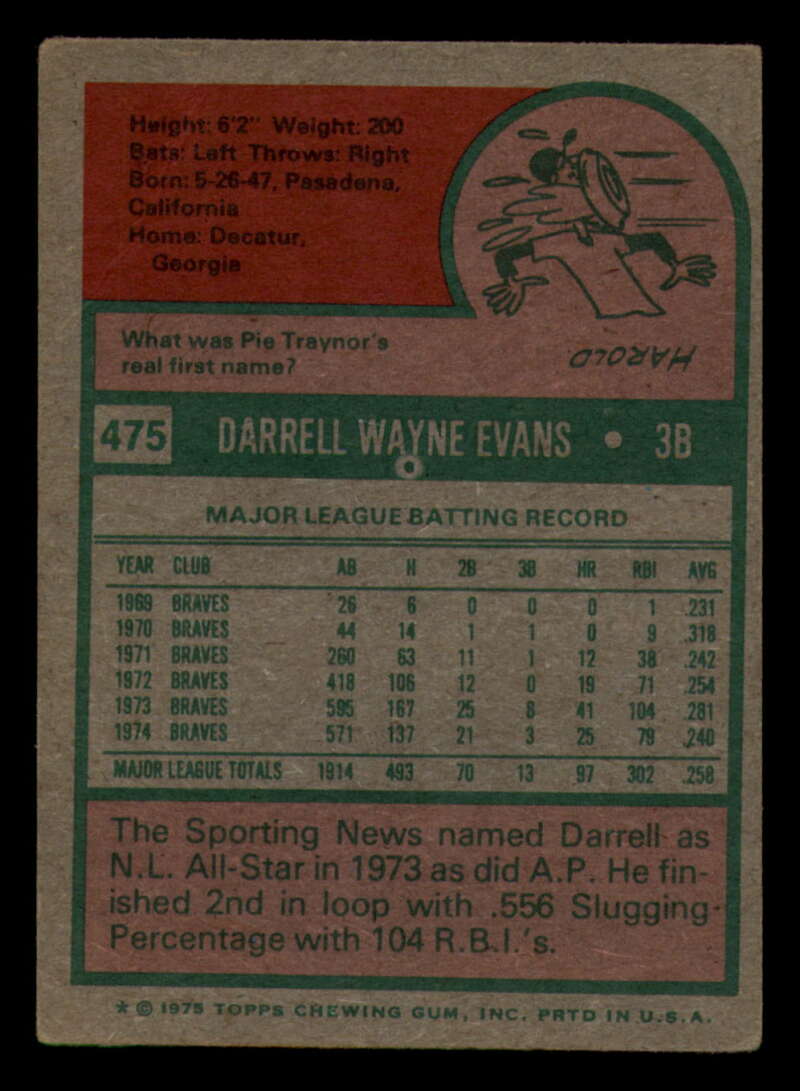 Height: 6'2" Weight: 200
Bats: Left Throws: Right
Born: 5-26-47, Pasadena,
California
Home: Decatur,
Georgia
What was Pie Traynor's
real first name?
HAROLD
475 DARRELL WAYNE EVANS • 3B
MAJOR LEAGUE BATTING RECORD
YEAR CLUB AB H 2B 3B HR RBI AVG
1969 BRAVES 26 6 0 0 0 1 .231
1970 BRAVES 44 14 1 1 0 9 .318
1971 BRAVES 260 63 11 1 12 38 .242
1972 BRAVES 418 106 12 0 19 71 .254
1973 BRAVES 595 167 25 8 41 104 .281
1974 BRAVES 571 137 21 3 25 79 .240
MAJOR LEAGUE TOTALS 1914 493 70 13 97 302 .258
The Sporting News named Darrell as
N.L. All-Star in 1973 as did A.P. He fin-
ished 2nd in loop with .556 Slugging
Percentage with 104 R.B.I.'s.
* © 1975 TOPPS CHEWING GUM, INC. PRTD IN U.S.A.